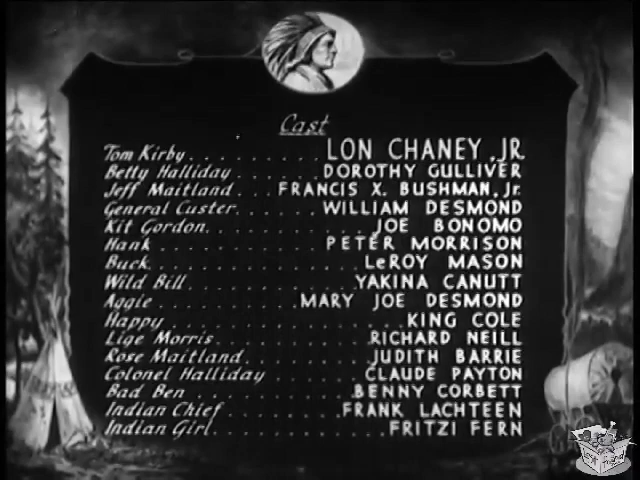 Cast
Tom Kirby . . . . . . . . . LON CHANEY, JR.
Betty Halliday . . . . . . DOROTHY GULLIVER
Jeff Maitland . . . FRANCIS X. BUSHMAN, Jr.
General Custer . . . . . . WILLIAM DESMOND
Kit Gordon . . . . . . . . . . . JOE BONOMO
Hank . . . . . . . . . . . PETER MORRISON
Buck . . . . . . . . . . . . . LeROY MASON
Wild Bill . . . . . . . . . . YAKINA CANUTT
Aggie . . . . . . . . . MARY JOE DESMOND
Happy . . . . . . . . . . . . . . KING COLE
Lige Morris . . . . . . . . . RICHARD NEILL
Rose Maitland . . . . . . . . JUDITH BARRIE
Colonel Halliday . . . . . . CLAUDE PAYTON
Bad Ben . . . . . . . . . . BENNY CORBETT
Indian Chief . . . . . . . . FRANK LACHTEEN
Indian Girl . . . . . . . . . . . FRITZI FERN